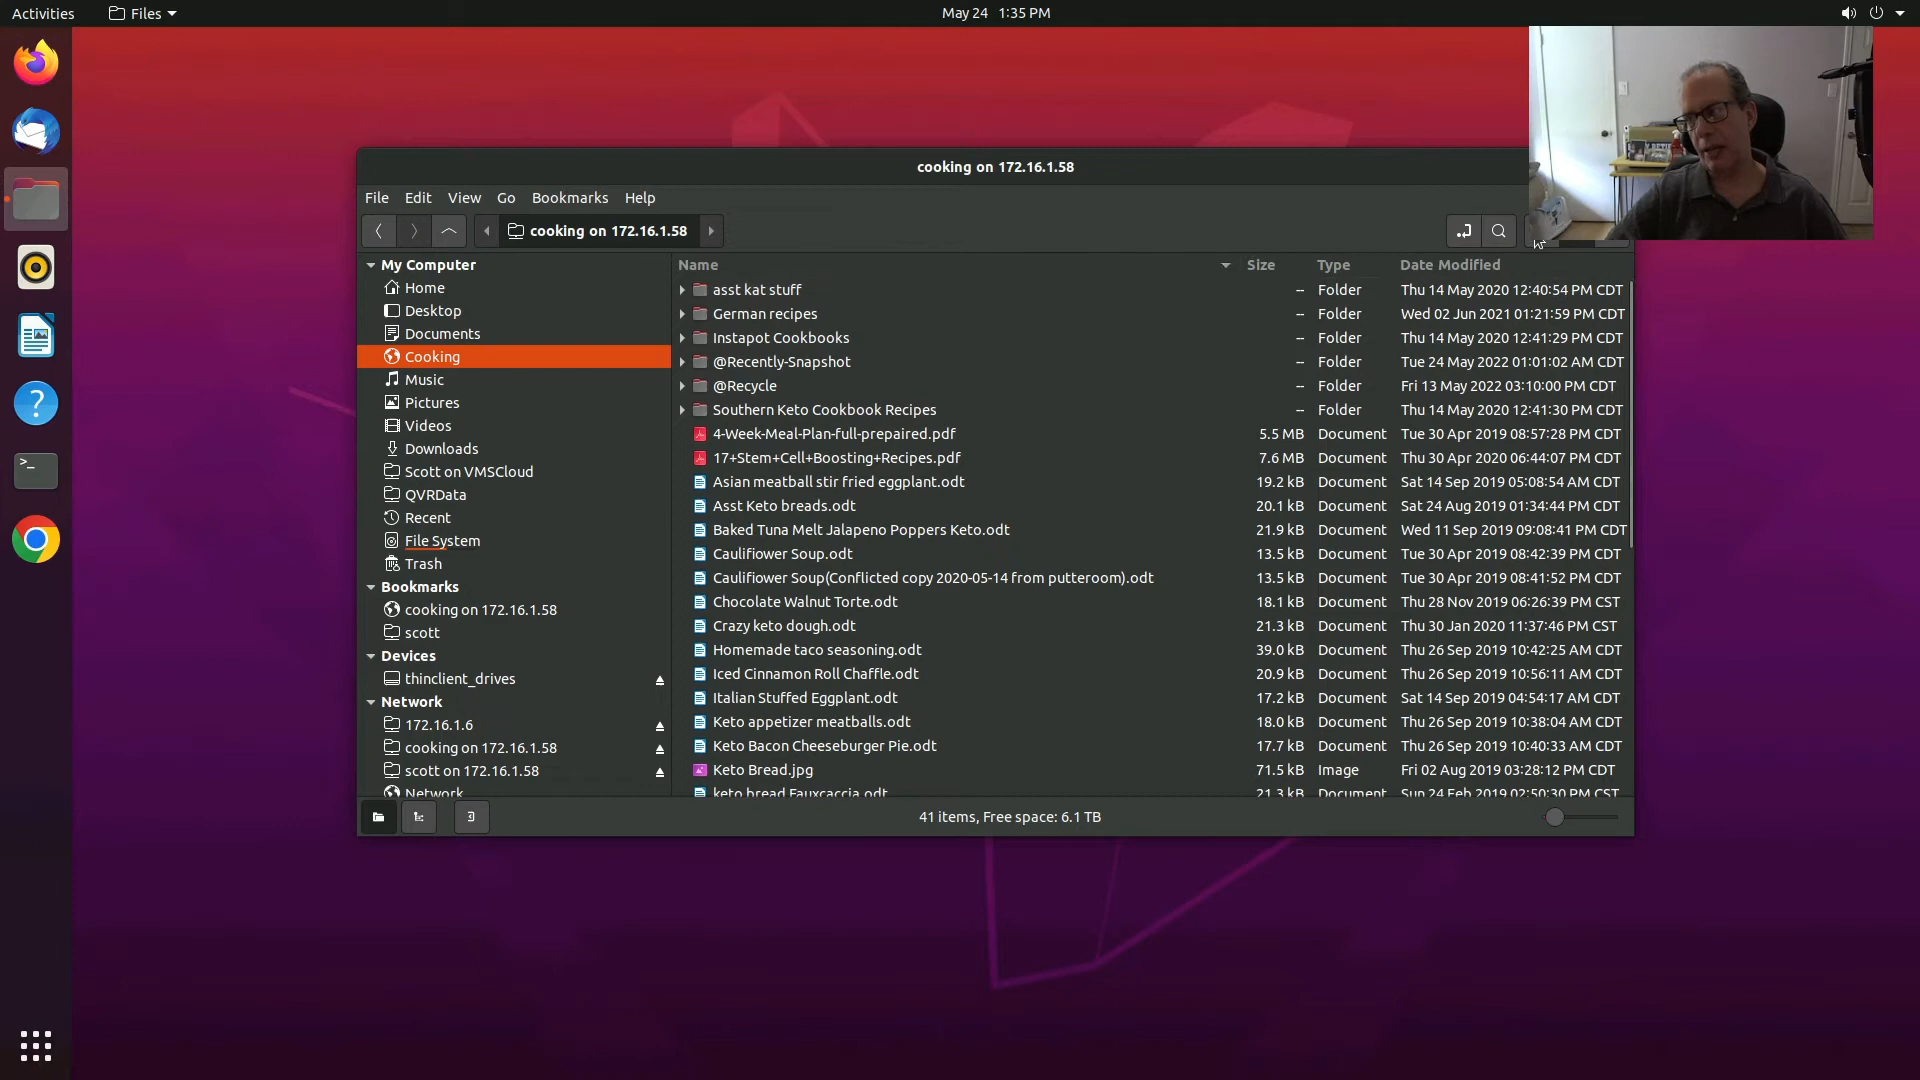 Activities Files May 24 1:35 PM
cooking on 172.16.1.58
File Edit View Go Bookmarks Help
cooking on 172.16.1.58
My Computer
Home
Desktop
Documents
Cooking
Music
Pictures
Videos
Downloads
Scott on VMSCloud
QVRData
Recent
File System
Trash
Bookmarks
cooking on 172.16.1.58
scott
Devices
thinclient_drives
Network
172.16.1.6
cooking on 172.16.1.58
scott on 172.16.1.58
Network
Name Size Type Date Modified
asst kat stuff -- Folder Thu 14 May 2020 12:40:54 PM CDT
German recipes -- Folder Wed 02 Jun 2021 01:21:59 PM CDT
Instapot Cookbooks -- Folder Thu 14 May 2020 12:41:29 PM CDT
@Recently-Snapshot -- Folder Tue 24 May 2022 01:01:02 AM CDT
@Recycle -- Folder Fri 13 May 2022 03:10:00 PM CDT
Southern Keto Cookbook Recipes -- Folder Thu 14 May 2020 12:41:30 PM CDT
4-Week-Meal-Plan-full-prepaired.pdf 5.5 MB Document Tue 30 Apr 2019 08:57:28 PM CDT
17+Stem+Cell+Boosting+Recipes.pdf 7.6 MB Document Thu 30 Apr 2020 06:44:07 PM CDT
Asian meatball stir fried eggplant.odt 19.2 kB Document Sat 14 Sep 2019 05:08:54 AM CDT
Asst Keto breads.odt 20.1 kB Document Sat 24 Aug 2019 01:34:44 PM CDT
Baked Tuna Melt Jalapeno Poppers Keto.odt 21.9 kB Document Wed 11 Sep 2019 09:08:41 PM CDT
Cauliflower Soup.odt 13.5 kB Document Tue 30 Apr 2019 08:42:39 PM CDT
Cauliflower Soup(Conflicted copy 2020-05-14 from putteroom).odt 13.5 kB Document Tue 30 Apr 2019 08:41:52 PM CDT
Chocolate Walnut Torte.odt 18.1 kB Document Thu 28 Nov 2019 06:26:39 PM CST
Crazy keto dough.odt 21.3 kB Document Thu 30 Jan 2020 11:37:46 PM CST
Homemade taco seasoning.odt 39.0 kB Document Thu 26 Sep 2019 10:42:25 AM CDT
Iced Cinnamon Roll Chaffle.odt 20.9 kB Document Thu 26 Sep 2019 10:56:11 AM CDT
Italian Stuffed Eggplant.odt 17.2 kB Document Sat 14 Sep 2019 04:54:17 AM CDT
Keto appetizer meatballs.odt 18.0 kB Document Thu 26 Sep 2019 10:38:04 AM CDT
Keto Bacon Cheeseburger Pie.odt 17.7 kB Document Thu 26 Sep 2019 10:40:33 AM CDT
Keto Bread.jpg 71.5 kB Image Fri 02 Aug 2019 03:28:12 PM CDT
keto bread Fauxcaccia.odt 21.3 kB Document Sun 24 Feb 2019 02:50:30 PM CST
41 items, Free space: 6.1 TB